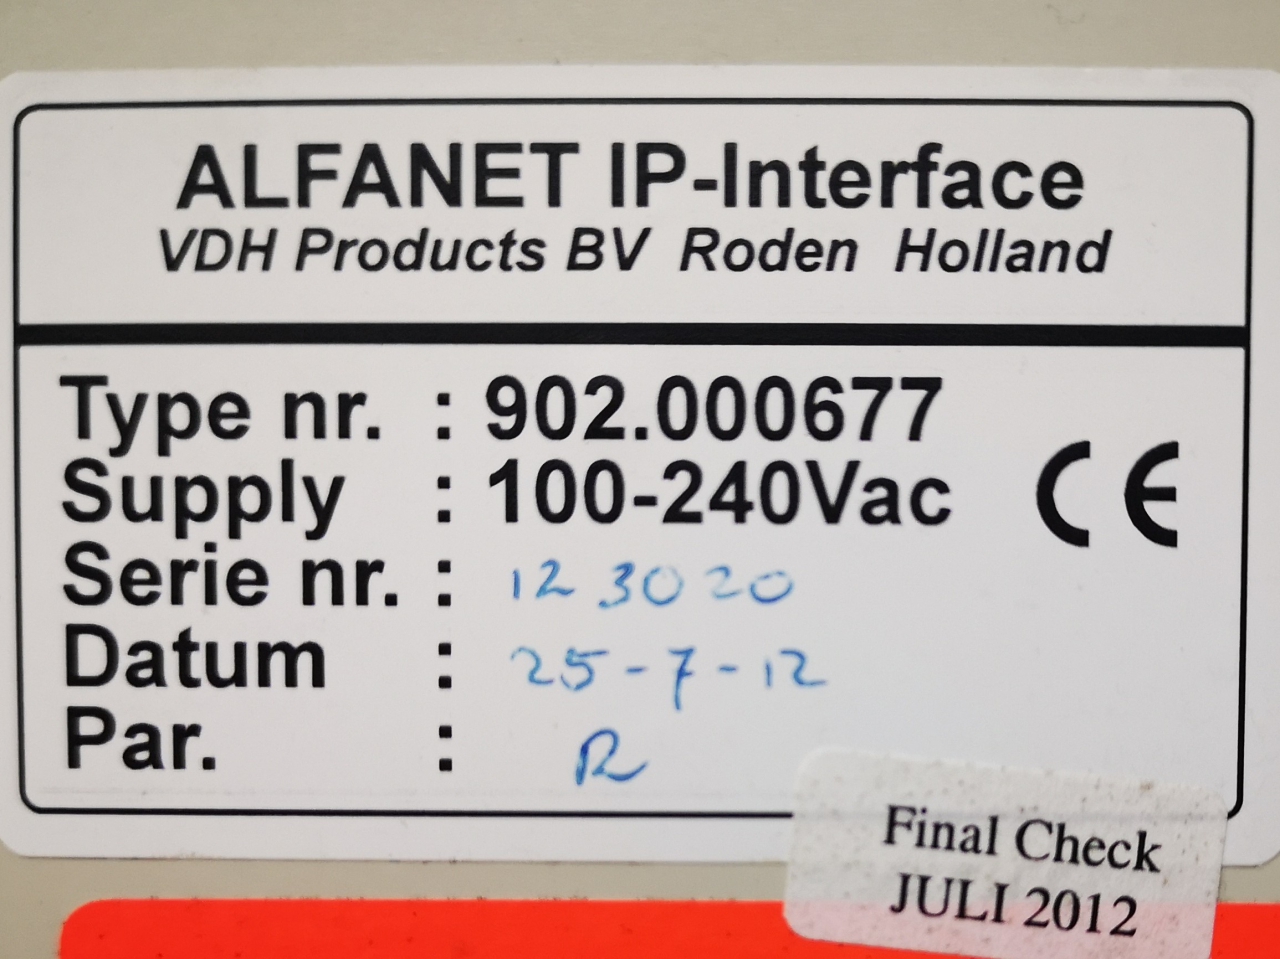 ALFANET IP-Interface
VDH Products BV Roden Holland
Type nr. : 902.000677
Supply : 100-240Vac
CE
Serie nr. : 123020
Datum : 25-7-12
Par. : R
Final Check
JULI 2012